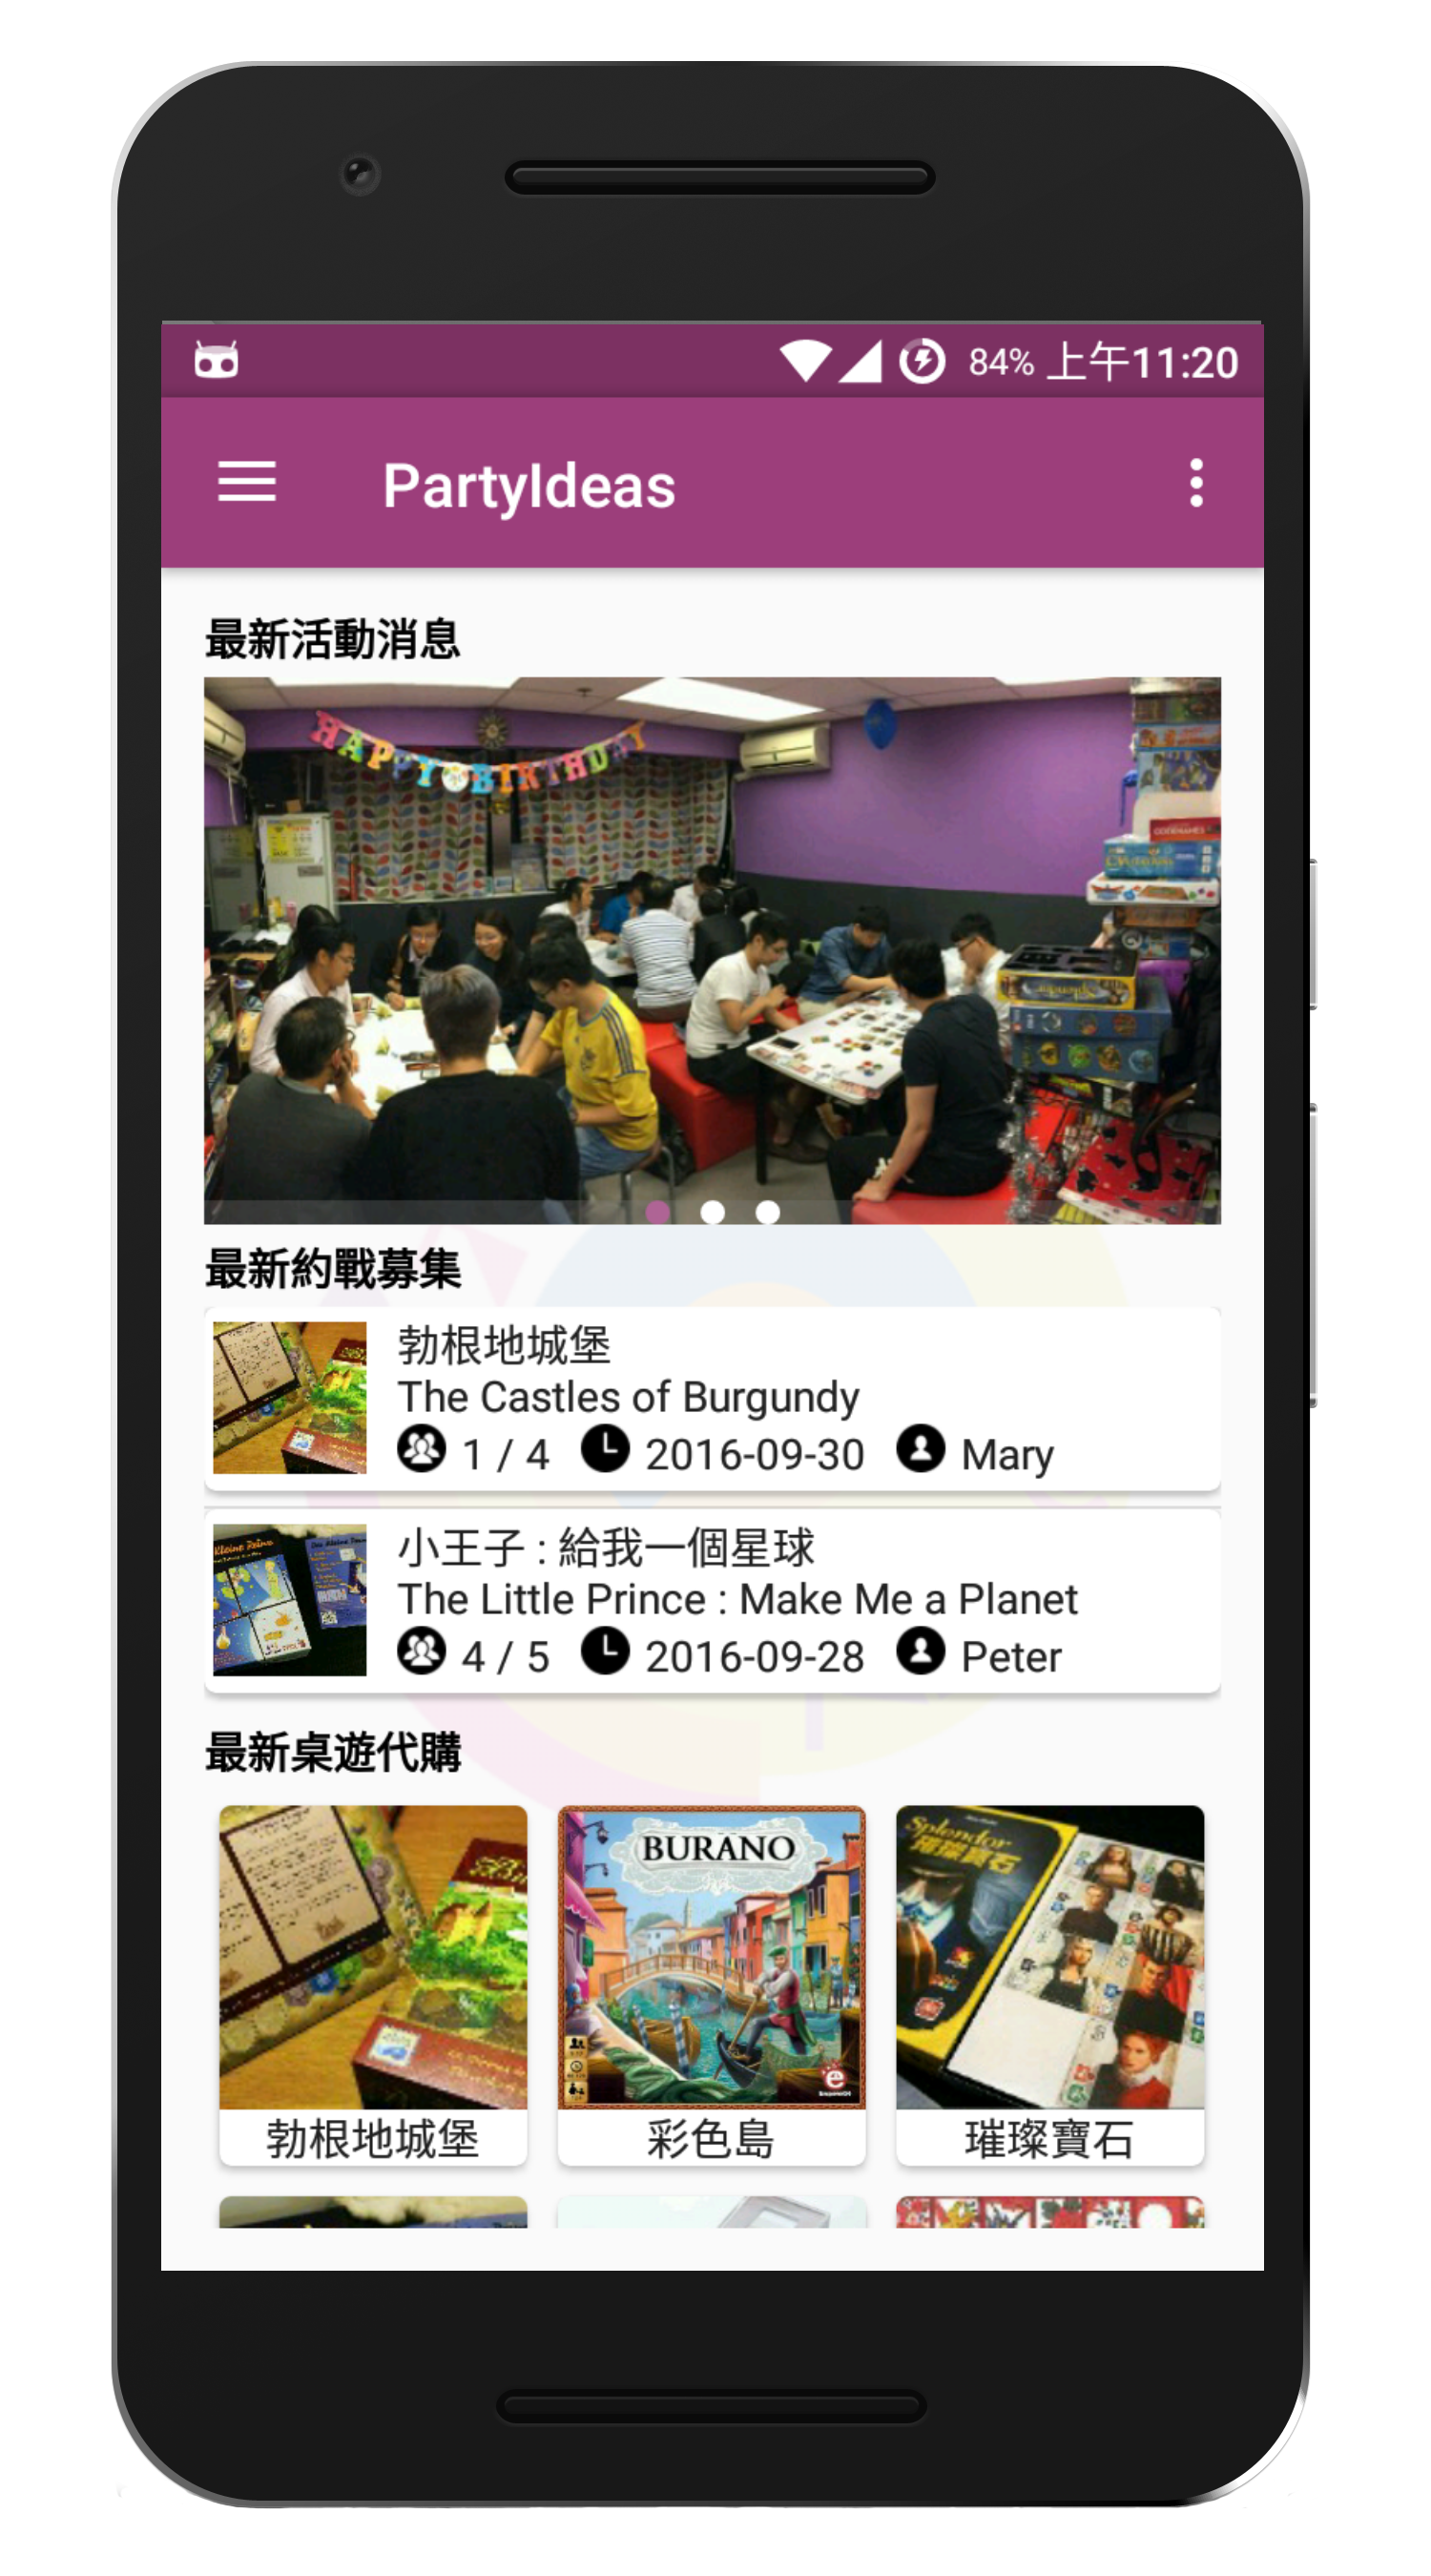 84% 上午11:20
PartyIdeas
最新活動消息
HAPPY BIRTHDAY
CODENAMES
Splendor
最新約戰募集
勃根地城堡
The Castles of Burgundy
1 / 4 2016-09-30 Mary
小王子 : 給我一個星球
The Little Prince : Make Me a Planet
4 / 5 2016-09-28 Peter
最新桌遊代購
BURANO
Splendor
璀璨寶石
勃根地城堡
彩色島
璀璨寶石